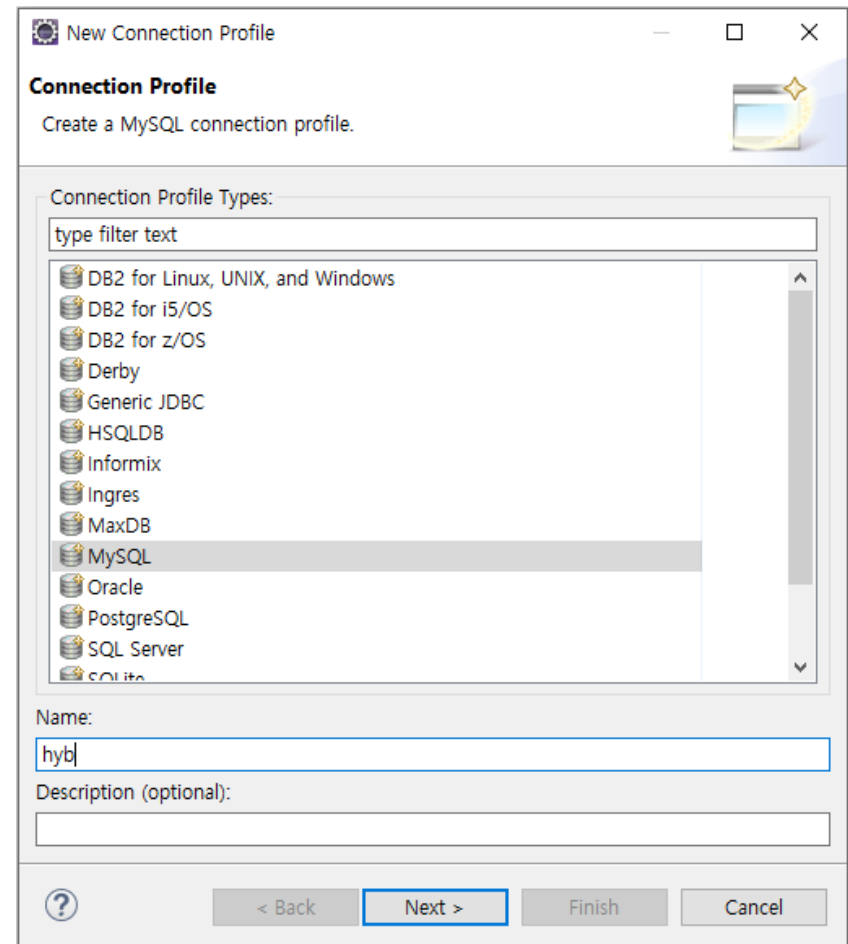 New Connection Profile
Connection Profile
Create a MySQL connection profile.
Connection Profile Types:
type filter text
DB2 for Linux, UNIX, and Windows
DB2 for i5/OS
DB2 for z/OS
Derby
Generic JDBC
HSQLDB
Informix
Ingres
MaxDB
MySQL
Oracle
PostgreSQL
SQL Server
SQLite
Name:
hyb
Description (optional):
? < Back Next > Finish Cancel